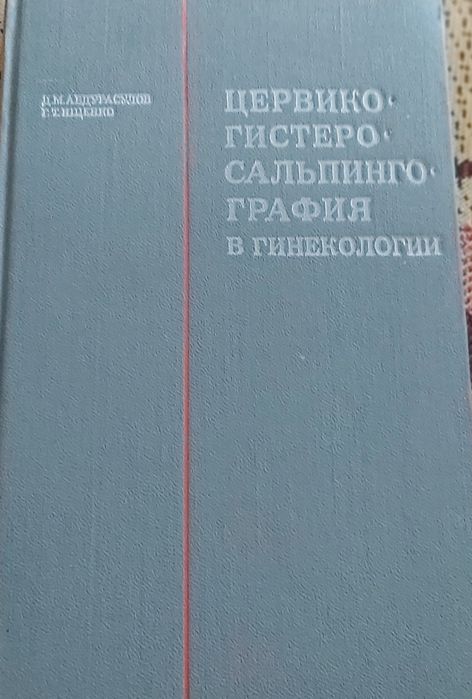 Д.М.АБДУРАСУЛОВ
Г.Т.ИЩЕНКО
ЦЕРВИКО·
ГИСТЕРО·
САЛЬПИНГО·
ГРАФИЯ
В ГИНЕКОЛОГИИ